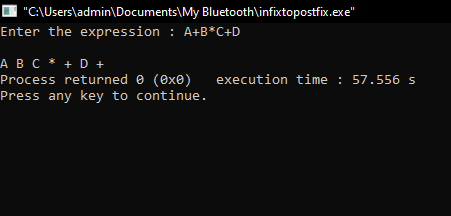 "C:\Users\admin\Documents\My Bluetooth\infixtopostfix.exe"
Enter the expression : A+B*C+D
A B C * + D +
Process returned 0 (0x0)   execution time : 57.556 s
Press any key to continue.